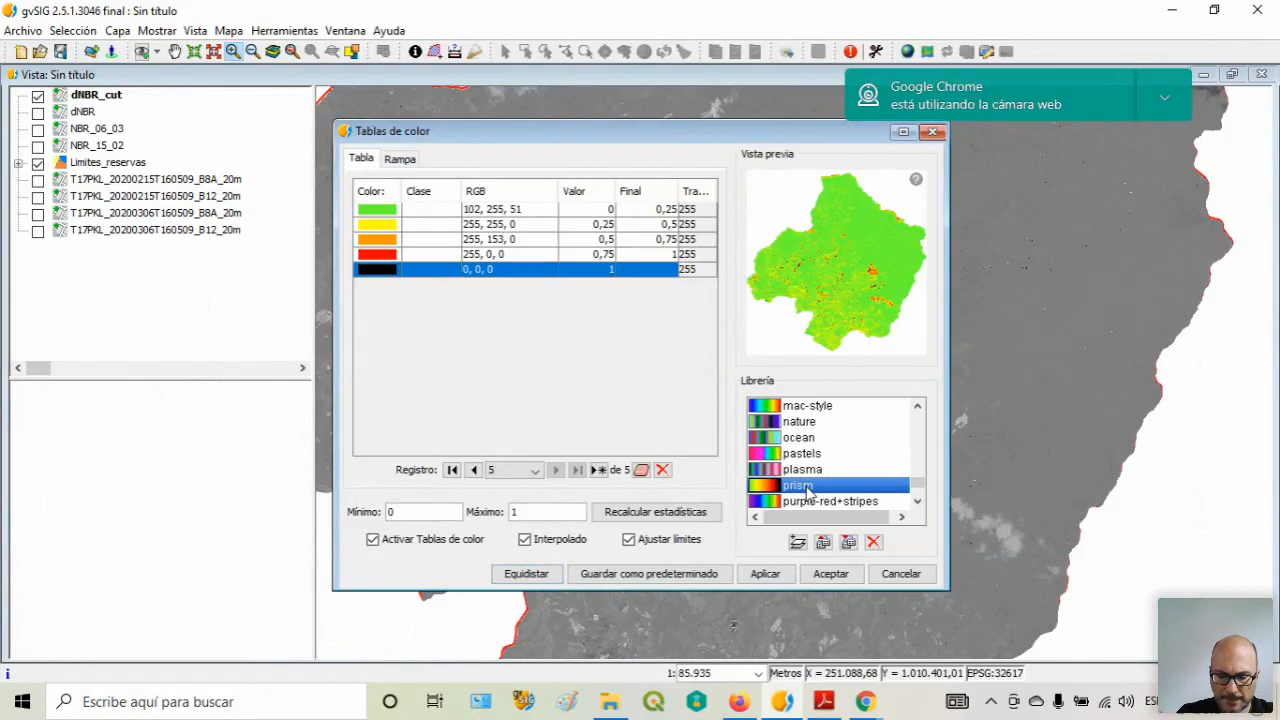 gvSIG 2.5.1.3046 final : Sin título
Archivo Selección Capa Mostrar Vista Mapa Herramientas Ventana Ayuda
Vista: Sin título
Google Chrome
está utilizando la cámara web
dNBR_cut
dNBR
NBR_06_03
NBR_15_02
Limites_reservas
T17PKL_20200215T160509_B8A_20m
T17PKL_20200215T160509_B12_20m
T17PKL_20200306T160509_B8A_20m
T17PKL_20200306T160509_B12_20m
Tablas de color
Tabla Rampa
Color: Clase RGB Valor Final Tra...
102, 255, 51 0 0,25 255
255, 255, 0 0,25 0,5 255
255, 153, 0 0,5 0,75 255
255, 0, 0 0,75 1 255
0, 0, 0 1 255
Registro: 5 de 5
Mínimo: 0 Máximo: 1 Recalcular estadísticas
Activar Tablas de color Interpolado Ajustar límites
Vista previa
?
Librería
mac-style
nature
ocean
pastels
plasma
prism
purple-red+stripes
Equidistar Guardar como predeterminado Aplicar Aceptar Cancelar
1: 85.935 Metros X = 251.088,68 Y = 1.010.401,01 EPSG:32617
Escribe aquí para buscar